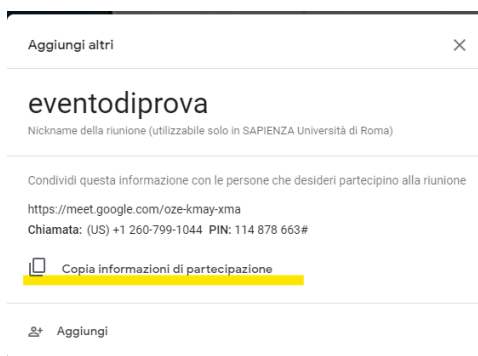 Aggiungi altri
eventodiprova
Nickname della riunione (utilizzabile solo in SAPIENZA Università di Roma)
Condividi questa informazione con le persone che desideri partecipino alla riunione
https://meet.google.com/oze-kmay-xma
Chiamata: (US) +1 260-799-1044 PIN: 114 878 663#
Copia informazioni di partecipazione
Aggiungi